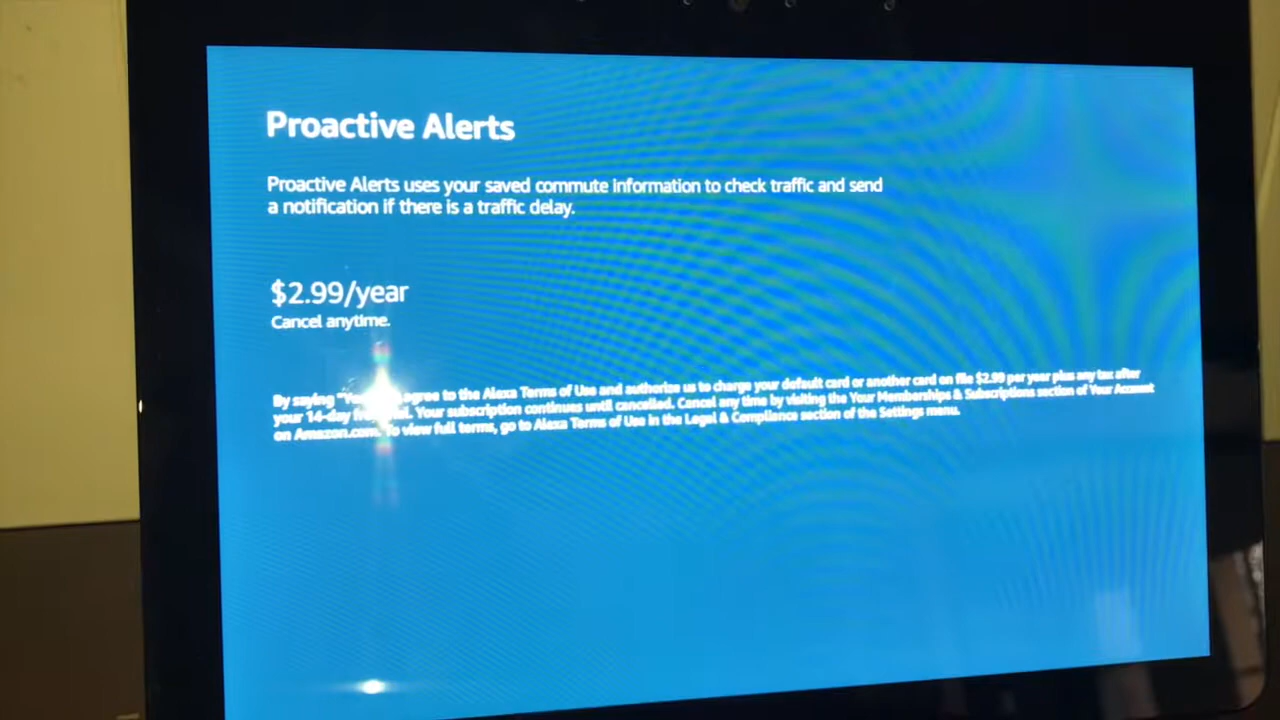 Proactive Alerts
Proactive Alerts uses your saved commute information to check traffic and send
a notification if there is a traffic delay.
$2.99/year
Cancel anytime.
By saying agree to the Alexa Terms of Use and authorize us to charge your default card or another card on file $2.99 per year plus any tax after
your 14-day Your subscription continues until cancelled. Cancel any time by visiting the Your Memberships & Subscriptions section of Your Account
on Amazon.com. To view full terms, go to Alexa Terms of Use in the Legal & Compliance section of the Settings menu.